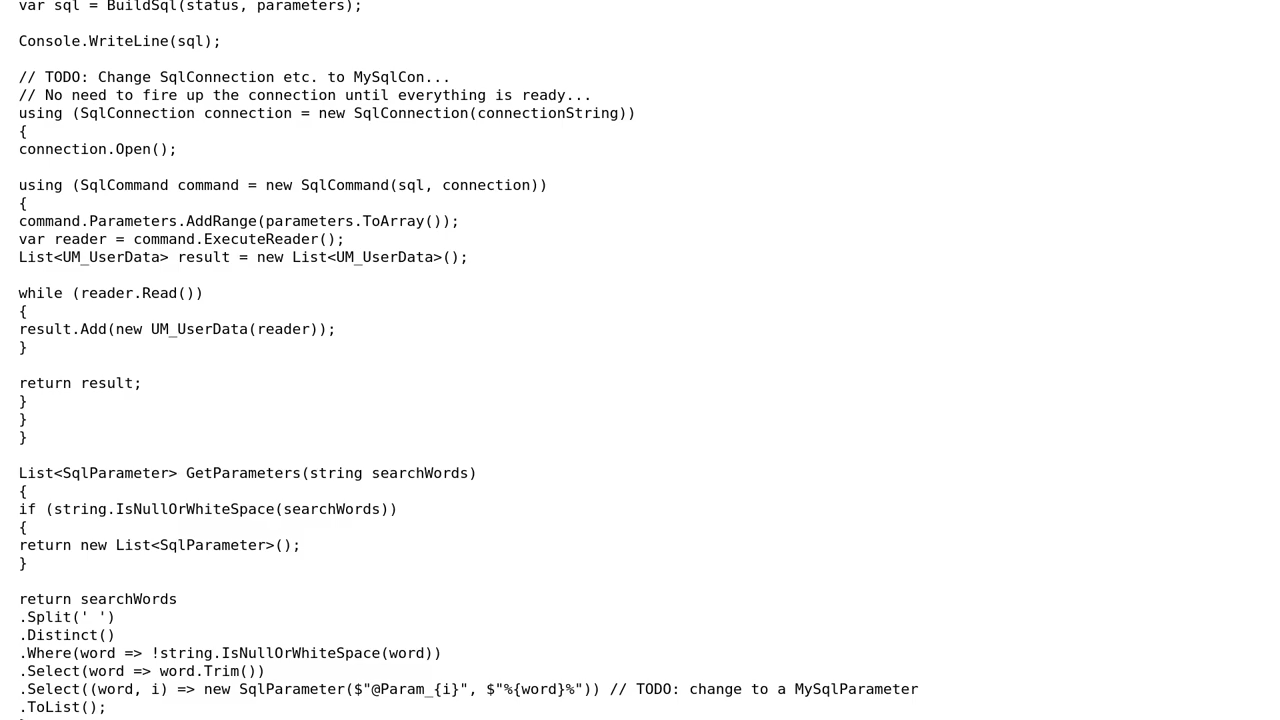 var sql = BuildSql(status, parameters);
Console.WriteLine(sql);
// TODO: Change SqlConnection etc. to MySqlCon...
// No need to fire up the connection until everything is ready...
using (SqlConnection connection = new SqlConnection(connectionString))
{
connection.Open();
using (SqlCommand command = new SqlCommand(sql, connection))
{
command.Parameters.AddRange(parameters.ToArray());
var reader = command.ExecuteReader();
List<UM_UserData> result = new List<UM_UserData>();
while (reader.Read())
{
result.Add(new UM_UserData(reader));
}
return result;
}
}
}
List<SqlParameter> GetParameters(string searchWords)
{
if (string.IsNullOrWhiteSpace(searchWords))
{
return new List<SqlParameter>();
}
return searchWords
.Split(' ')
.Distinct()
.Where(word => !string.IsNullOrWhiteSpace(word))
.Select(word => word.Trim())
.Select((word, i) => new SqlParameter($"@Param_{i}", $"%{word}%")) // TODO: change to a MySqlParameter
.ToList();